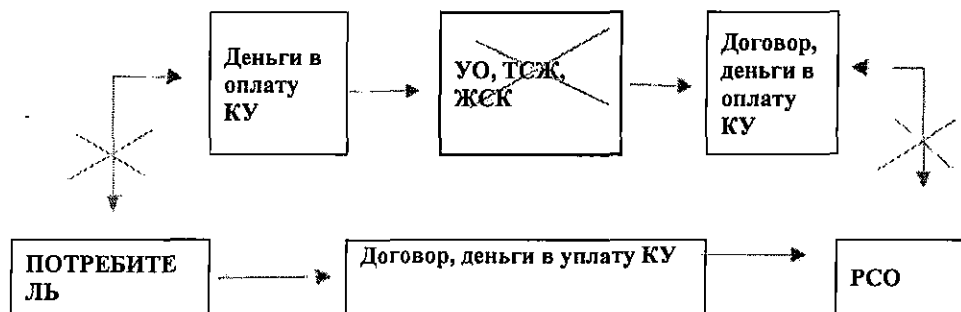 Деньги в
оплату
КУ
УО, ТСЖ,
ЖСК
Договор,
деньги в
оплату
КУ
ПОТРЕБИТЕ
ЛЬ
Договор, деньги в уплату КУ
РСО